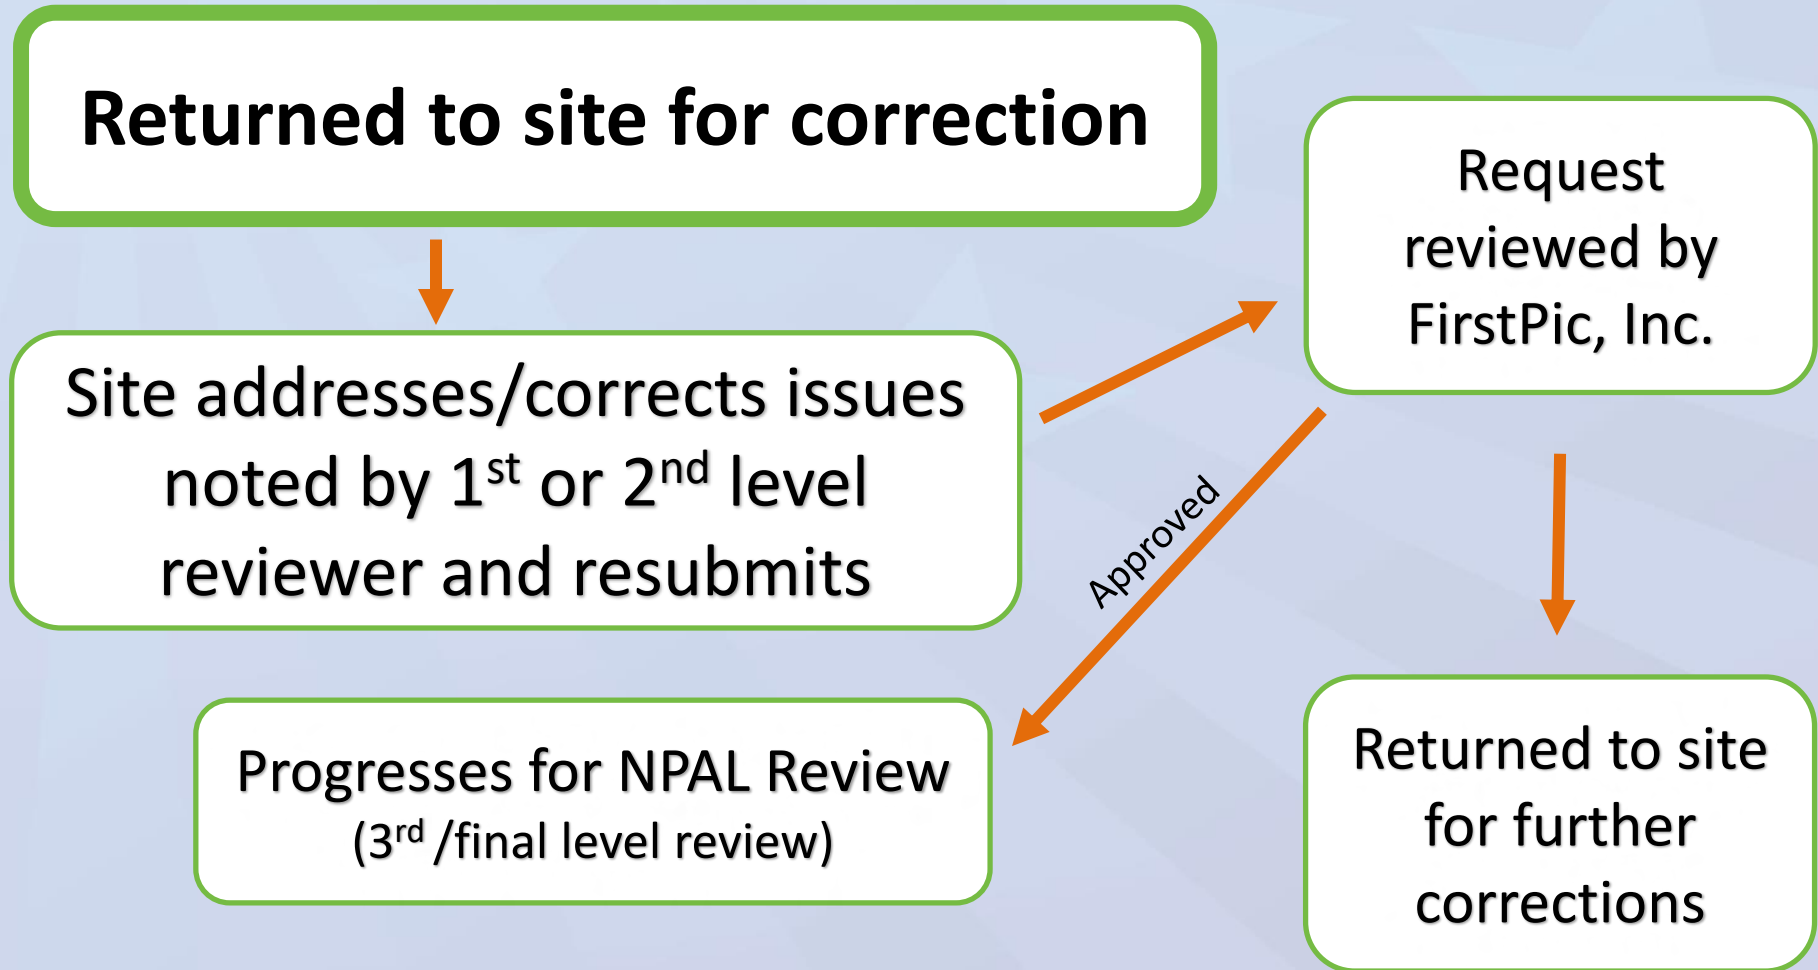 Returned to site for correction
Site addresses/corrects issues
noted by 1st or 2nd level
reviewer and resubmits
Request
reviewed by
FirstPic, Inc.
Approved
Progresses for NPAL Review
(3rd /final level review)
Returned to site
for further
corrections